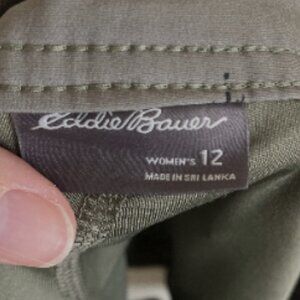 Eddie Bauer
WOMEN'S 12
MADE IN SRI LANKA